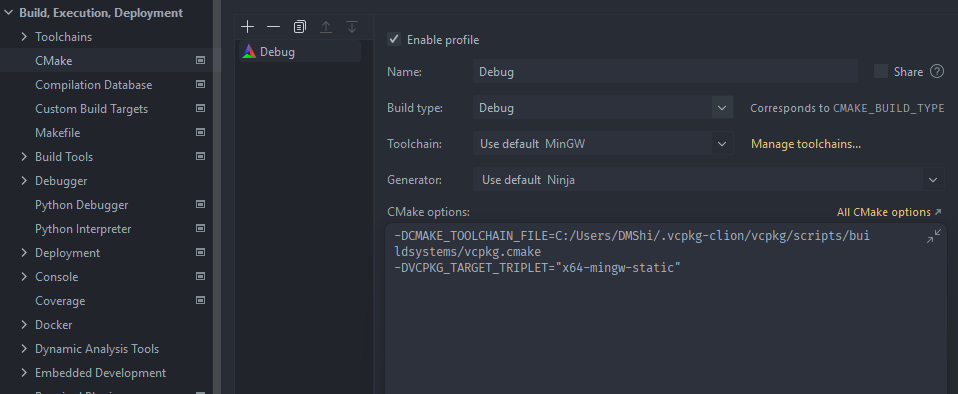 Build, Execution, Deployment
Toolchains
CMake
Compilation Database
Custom Build Targets
Makefile
Build Tools
Debugger
Python Debugger
Python Interpreter
Deployment
Console
Coverage
Docker
Dynamic Analysis Tools
Embedded Development
Debug
Enable profile
Name: Debug Share
Build type: Debug Corresponds to CMAKE_BUILD_TYPE
Toolchain: Use default MinGW Manage toolchains...
Generator: Use default Ninja
CMake options: All CMake options
-DCMAKE_TOOLCHAIN_FILE=C:/Users/DMShi/.vcpkg-clion/vcpkg/scripts/bui
ldsystems/vcpkg.cmake
-DVCPKG_TARGET_TRIPLET="x64-mingw-static"